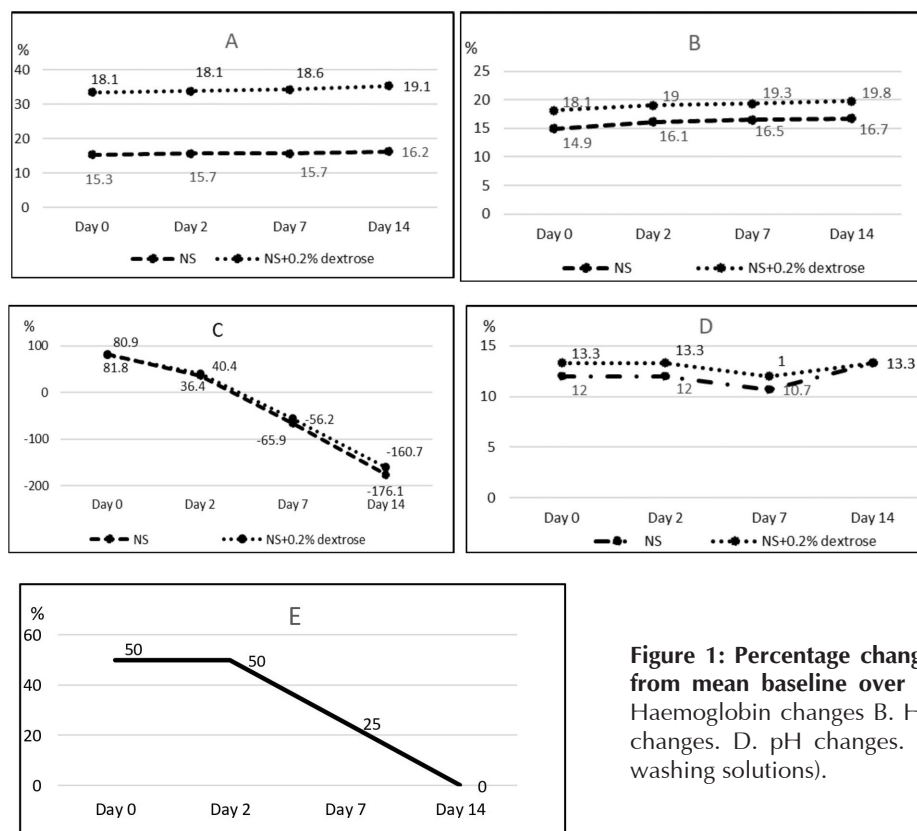 A
%
40
30
20
10
0
18.1 18.1 18.6 19.1
15.3 15.7 15.7 16.2
Day 0 Day 2 Day 7 Day 14
NS NS+0.2% dextrose
B
%
25
20
15
10
5
0
18.1 19 19.3 19.8
14.9 16.1 16.5 16.7
Day 0 Day 2 Day 7 Day 14
NS NS+0.2% dextrose
C
%
100
0
-100
-200
80.9 40.4 -56.2 -160.7
81.8 36.4 -65.9 -176.1
Day 0 Day 2 Day 7 Day 14
NS NS+0.2% dextrose
D
%
15
10
5
0
13.3 13.3 1 13.3
12 12 10.7
Day 0 Day 2 Day 7 Day 14
NS NS+0.2% dextrose
E
%
60
40
20
0
50 50 25 0
Day 0 Day 2 Day 7 Day 14
Figure 1: Percentage chang
from mean baseline over
Haemoglobin changes B. H
changes. D. pH changes.
washing solutions).